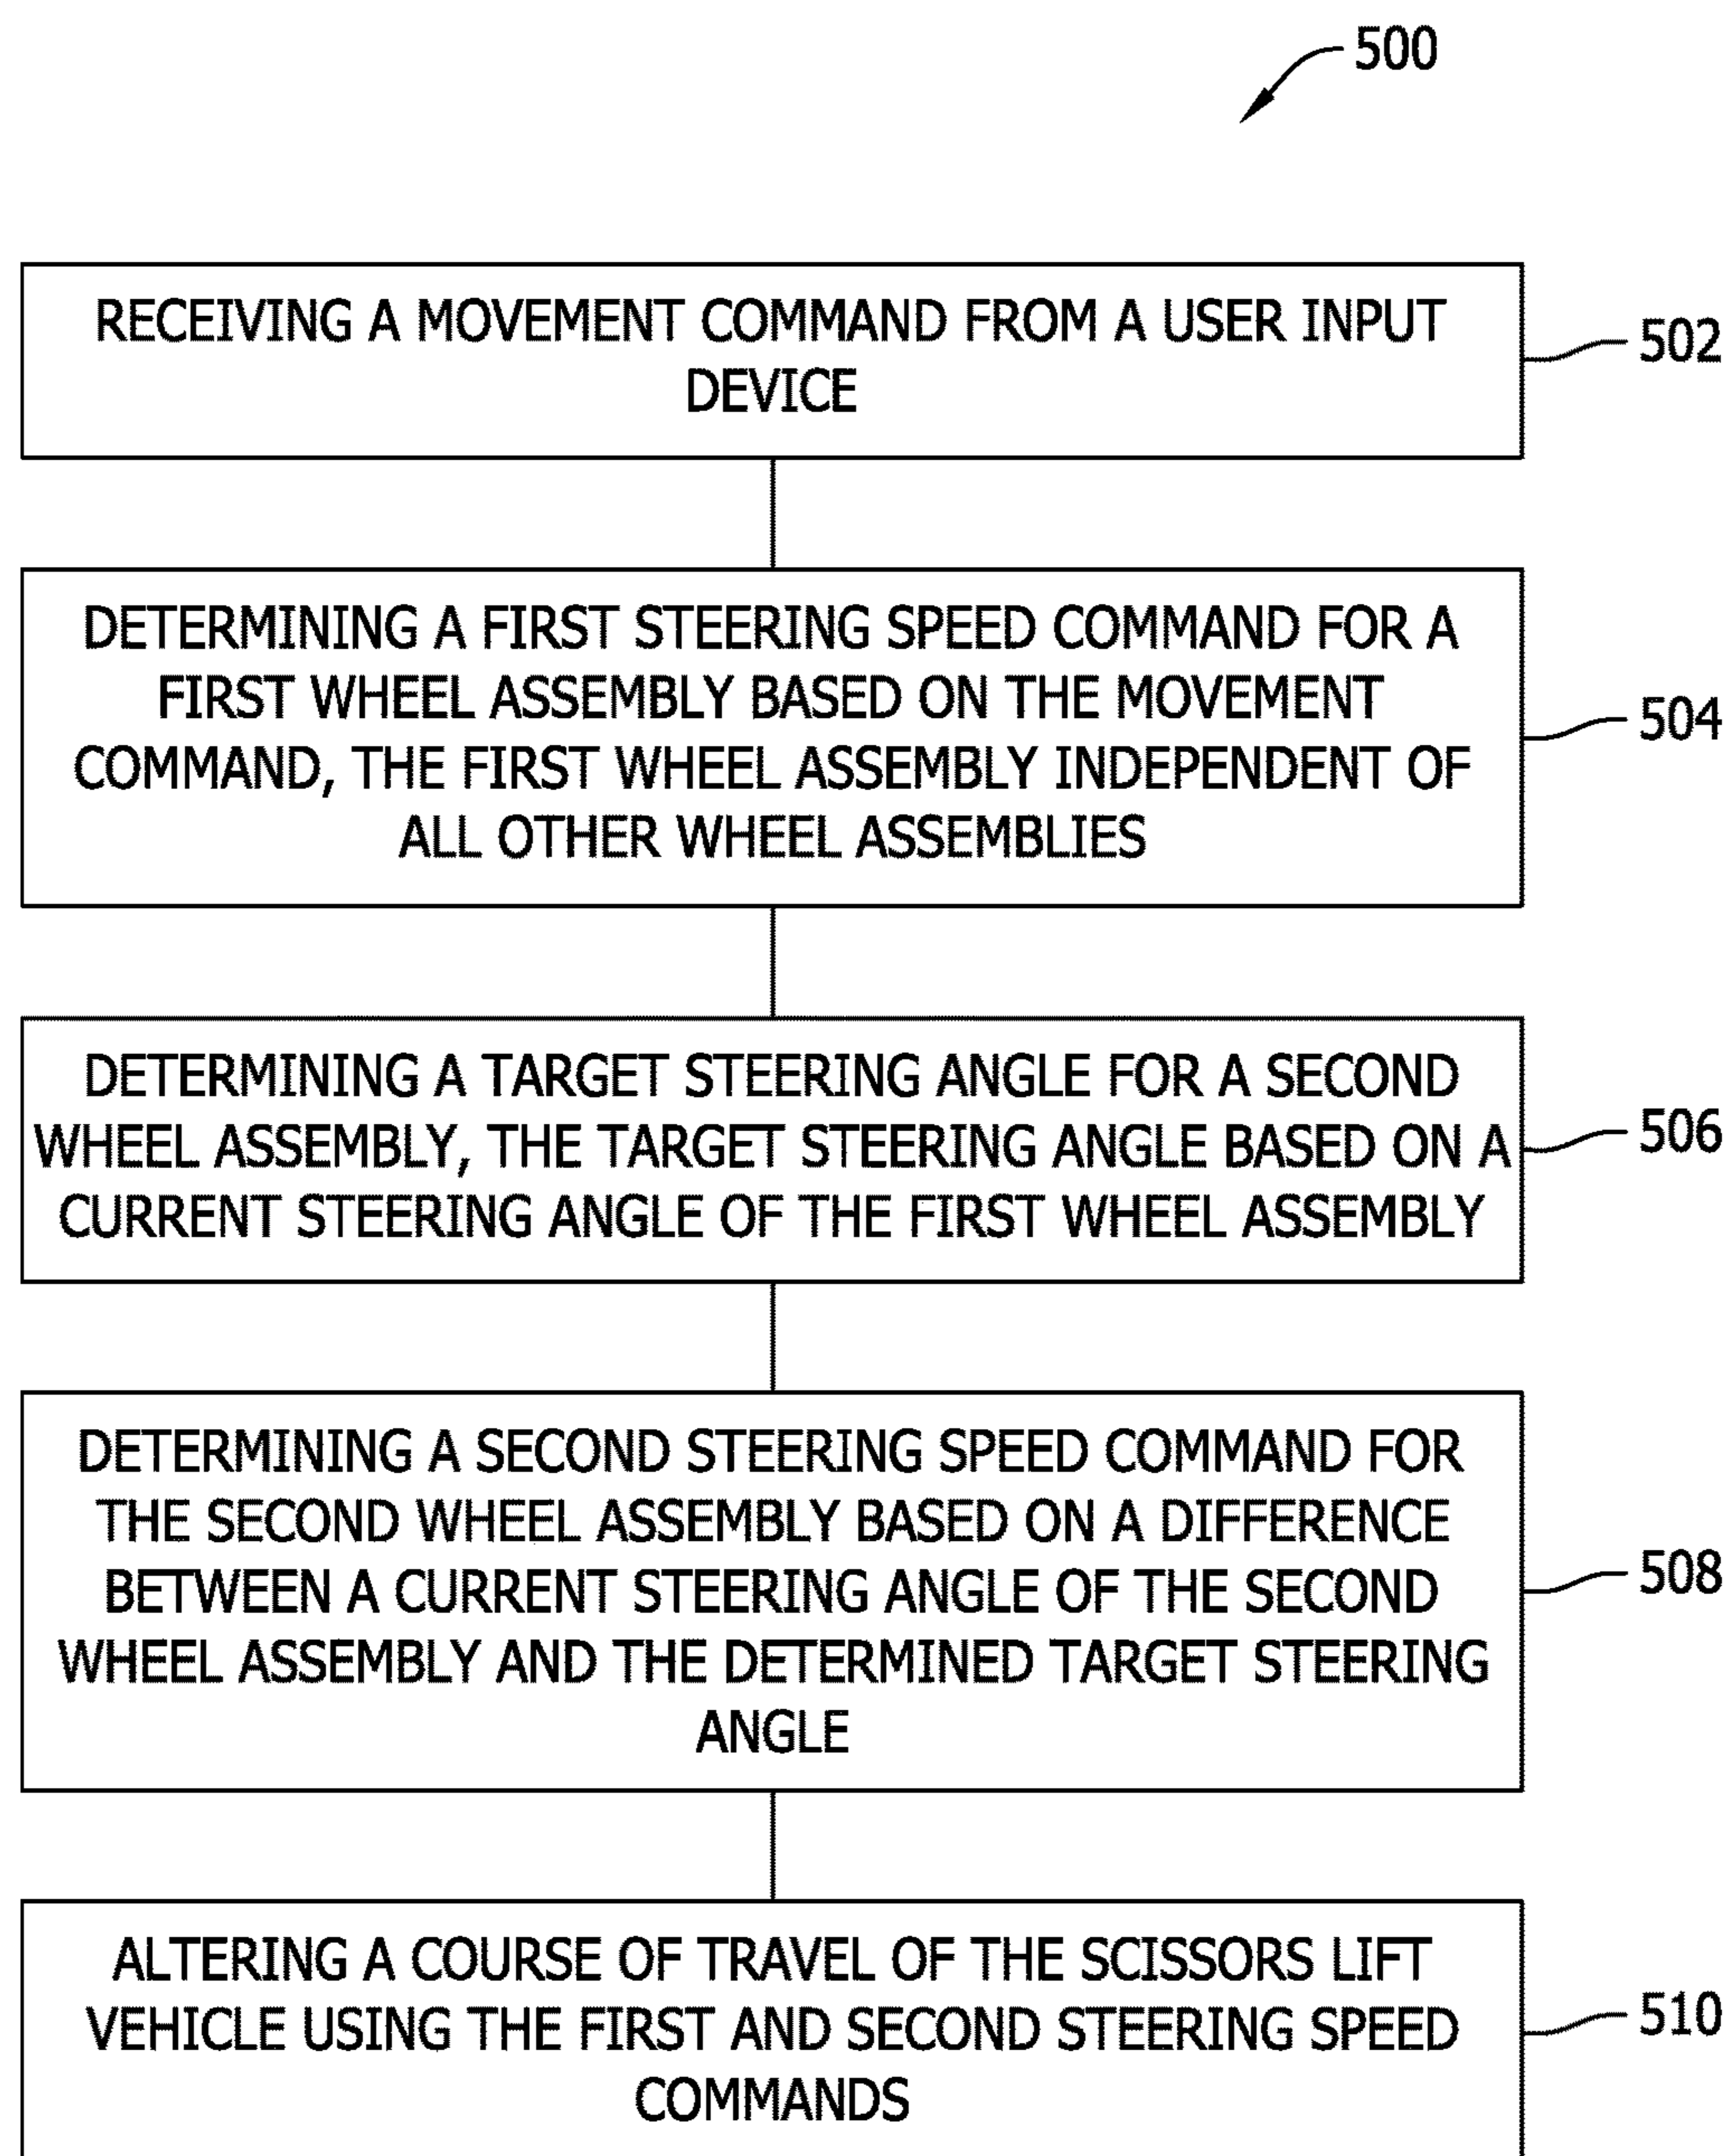 500
RECEIVING A MOVEMENT COMMAND FROM A USER INPUT
DEVICE
502
DETERMINING A FIRST STEERING SPEED COMMAND FOR A
FIRST WHEEL ASSEMBLY BASED ON THE MOVEMENT
COMMAND, THE FIRST WHEEL ASSEMBLY INDEPENDENT OF
ALL OTHER WHEEL ASSEMBLIES
504
DETERMINING A TARGET STEERING ANGLE FOR A SECOND
WHEEL ASSEMBLY, THE TARGET STEERING ANGLE BASED ON A
CURRENT STEERING ANGLE OF THE FIRST WHEEL ASSEMBLY
506
DETERMINING A SECOND STEERING SPEED COMMAND FOR
THE SECOND WHEEL ASSEMBLY BASED ON A DIFFERENCE
BETWEEN A CURRENT STEERING ANGLE OF THE SECOND
WHEEL ASSEMBLY AND THE DETERMINED TARGET STEERING
ANGLE
508
ALTERING A COURSE OF TRAVEL OF THE SCISSORS LIFT
VEHICLE USING THE FIRST AND SECOND STEERING SPEED
COMMANDS
510